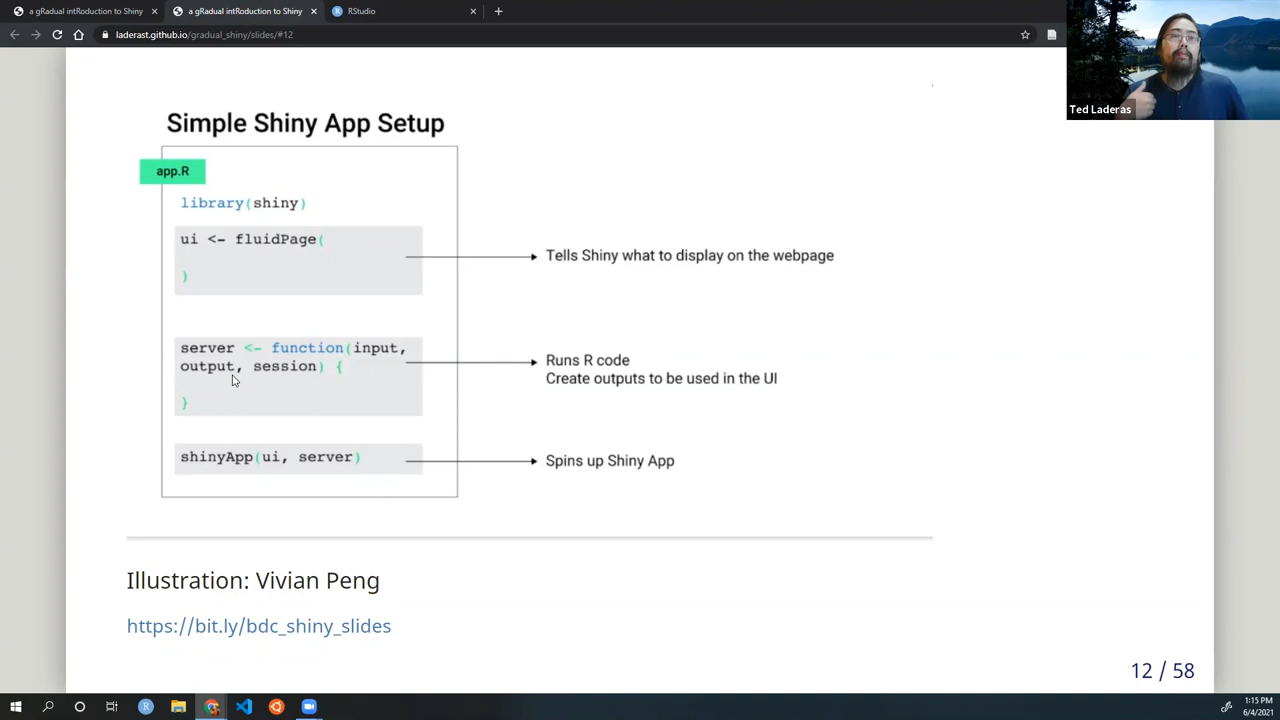 a gRadual intRoduction to Shiny
a gRadual intRoduction to Shiny
RStudio
laderast.github.io/gradual_shiny/slides/#12
Ted Laderas
Simple Shiny App Setup
app.R
library(shiny)
ui <- fluidPage(
)
Tells Shiny what to display on the webpage
server <- function(input,
output, session) {
}
Runs R code
Create outputs to be used in the UI
shinyApp(ui, server)
Spins up Shiny App
Illustration: Vivian Peng
https://bit.ly/bdc_shiny_slides
12 / 58
1:15 PM
6/4/2021